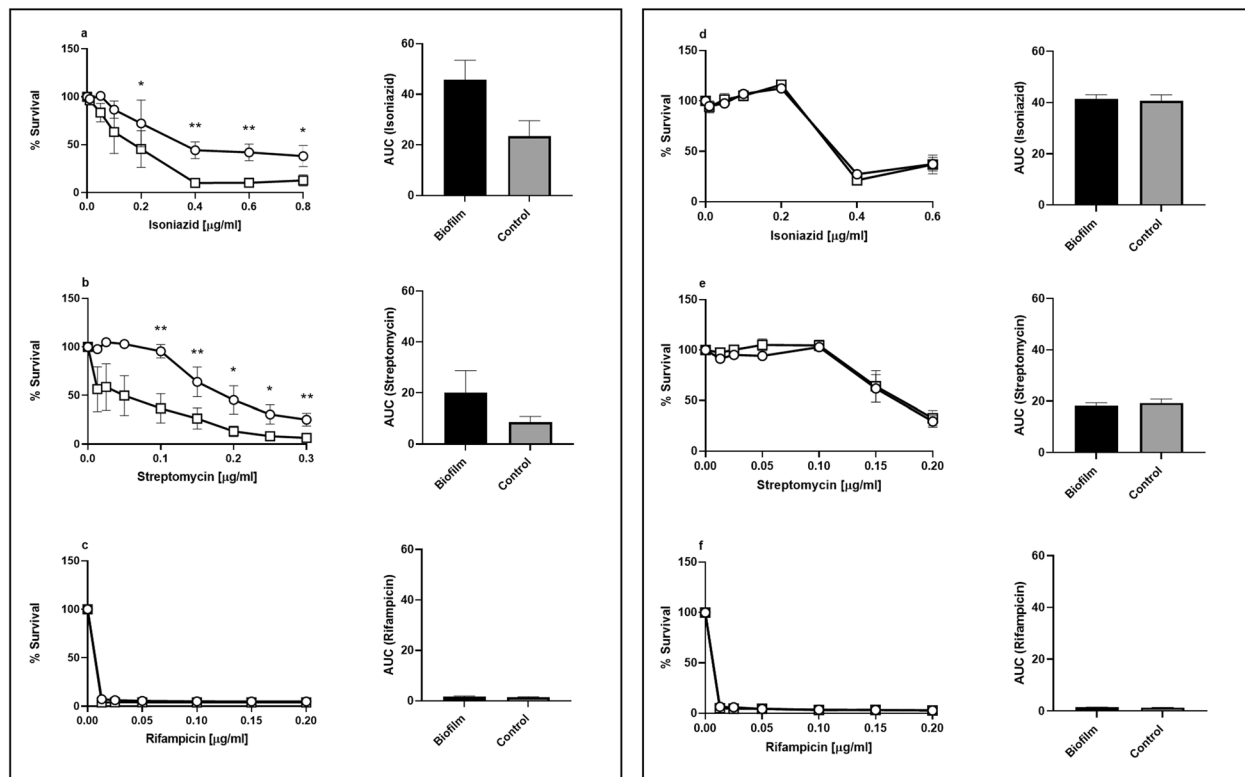 a
150
100
50
0
% Survival
* ** ** *
0.0 0.2 0.4 0.6 0.8
Isoniazid [µg/ml]
60
40
20
0
AUC (Isoniazid)
Biofilm
Control
b
150
100
50
0
% Survival
** ** * * **
0.0 0.1 0.2 0.3
Streptomycin [µg/ml]
60
40
20
0
AUC (Streptomycin)
Biofilm
Control
c
150
100
50
0
% Survival
0.00 0.05 0.10 0.15 0.20
Rifampicin [µg/ml]
60
40
20
0
AUC (Rifampicin)
Biofilm
Control
d
150
100
50
0
% Survival
0.0 0.2 0.4 0.6
Isoniazid [µg/ml]
60
40
20
0
AUC (Isoniazid)
Biofilm
Control
e
150
100
50
0
% Survival
0.00 0.05 0.10 0.15 0.20
Streptomycin [µg/ml]
60
40
20
0
AUC (Streptomycin)
Biofilm
Control
f
150
100
50
0
% Survival
0.00 0.05 0.10 0.15 0.20
Rifampicin [µg/ml]
60
40
20
0
AUC (Rifampicin)
Biofilm
Control